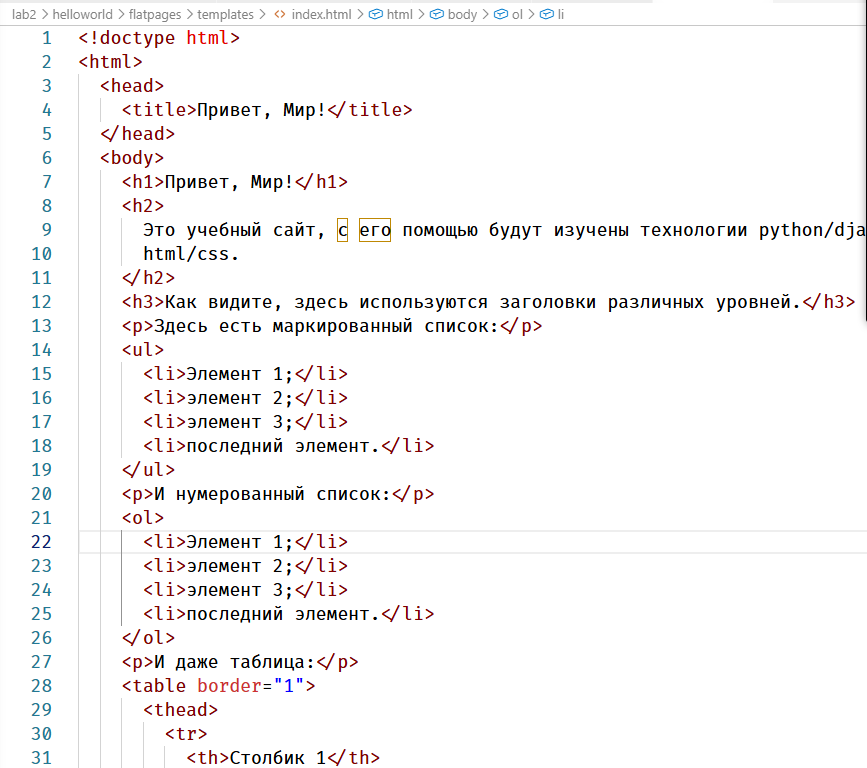 lab2 > helloworld > flatpages > templates > <> index.html > html > body > ol > li
1 <!doctype html>
2 <html>
3 <head>
4 <title>Привет, Мир!</title>
5 </head>
6 <body>
7 <h1>Привет, Мир!</h1>
8 <h2>
9 Это учебный сайт, с его помощью будут изучены технологии python/dja
10 html/css.
11 </h2>
12 <h3>Как видите, здесь используются заголовки различных уровней.</h3>
13 <p>Здесь есть маркированный список:</p>
14 <ul>
15 <li>Элемент 1;</li>
16 <li>элемент 2;</li>
17 <li>элемент 3;</li>
18 <li>последний элемент.</li>
19 </ul>
20 <p>И нумерованный список:</p>
21 <ol>
22 <li>Элемент 1;</li>
23 <li>элемент 2;</li>
24 <li>элемент 3;</li>
25 <li>последний элемент.</li>
26 </ol>
27 <p>И даже таблица:</p>
28 <table border="1">
29 <thead>
30 <tr>
31 <th>Столбик 1</th>